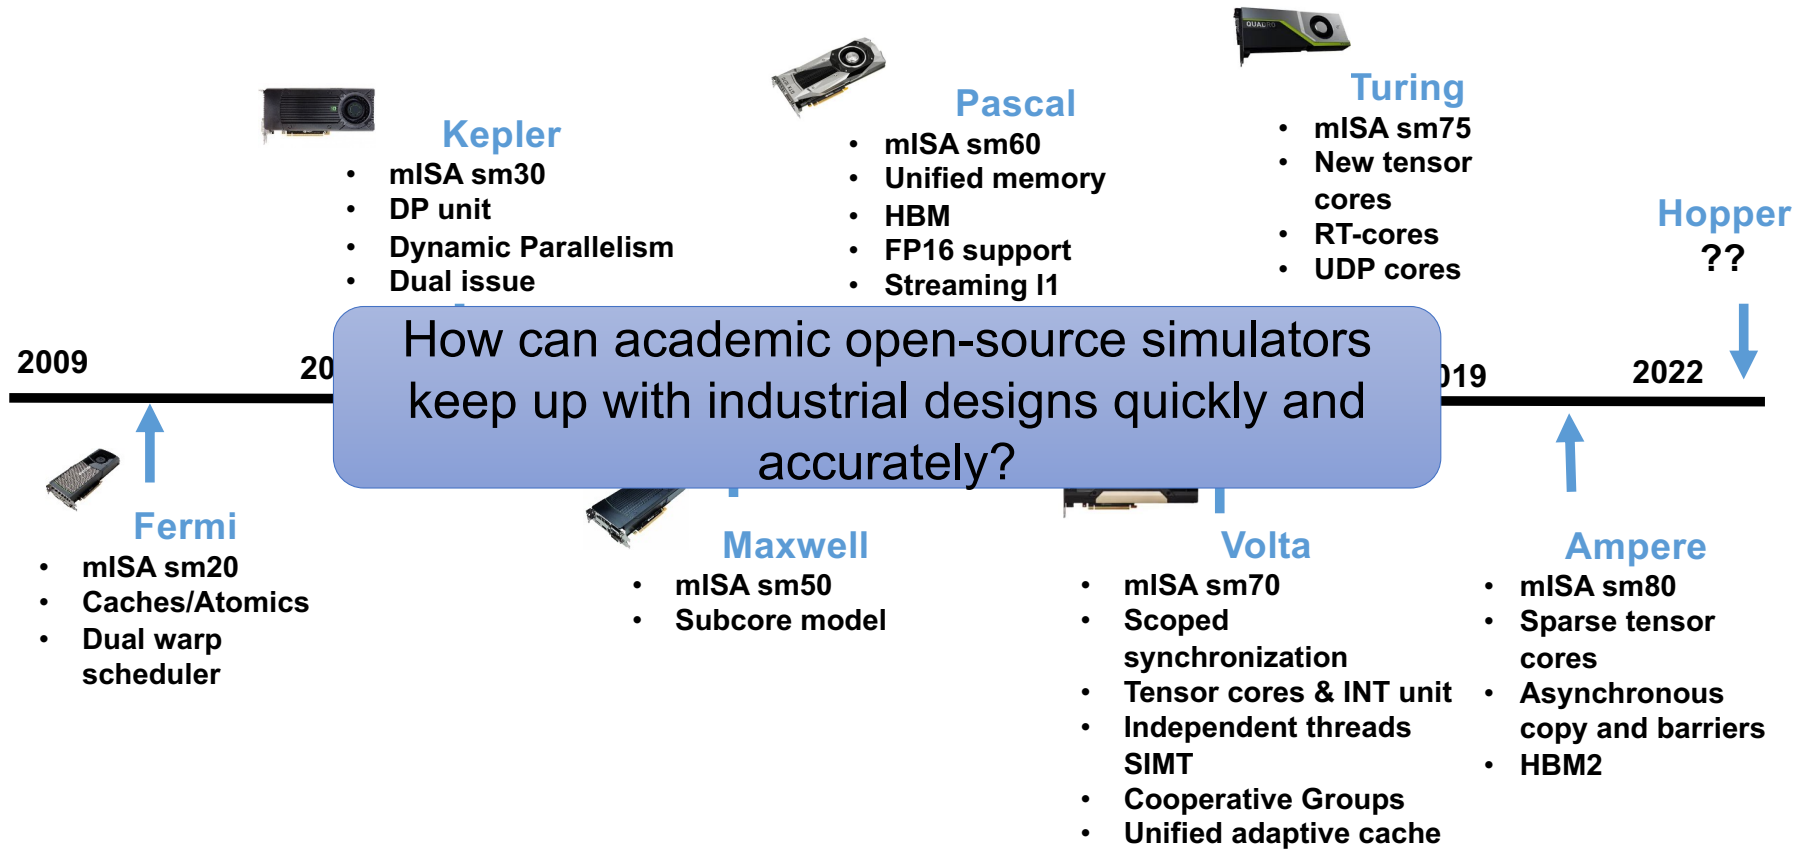 Turing
Pascal
Kepler
• mISA sm75
• New tensor
cores
• RT-cores
• UDP cores
• mISA sm60
• Unified memory
• HBM
• FP16 support
• Streaming l1
• mISA sm30
• DP unit
• Dynamic Parallelism
• Dual issue
Hopper
??
How can academic open-source simulators
keep up with industrial designs quickly and
accurately?
2009
20
019
2022
Fermi
• mISA sm20
• Caches/Atomics
• Dual warp
scheduler
Maxwell
• mISA sm50
• Subcore model
Volta
• mISA sm70
• Scoped
synchronization
• Tensor cores & INT unit
• Independent threads
SIMT
• Cooperative Groups
• Unified adaptive cache
Ampere
• mISA sm80
• Sparse tensor
cores
• Asynchronous
copy and barriers
• HBM2
QUADRO